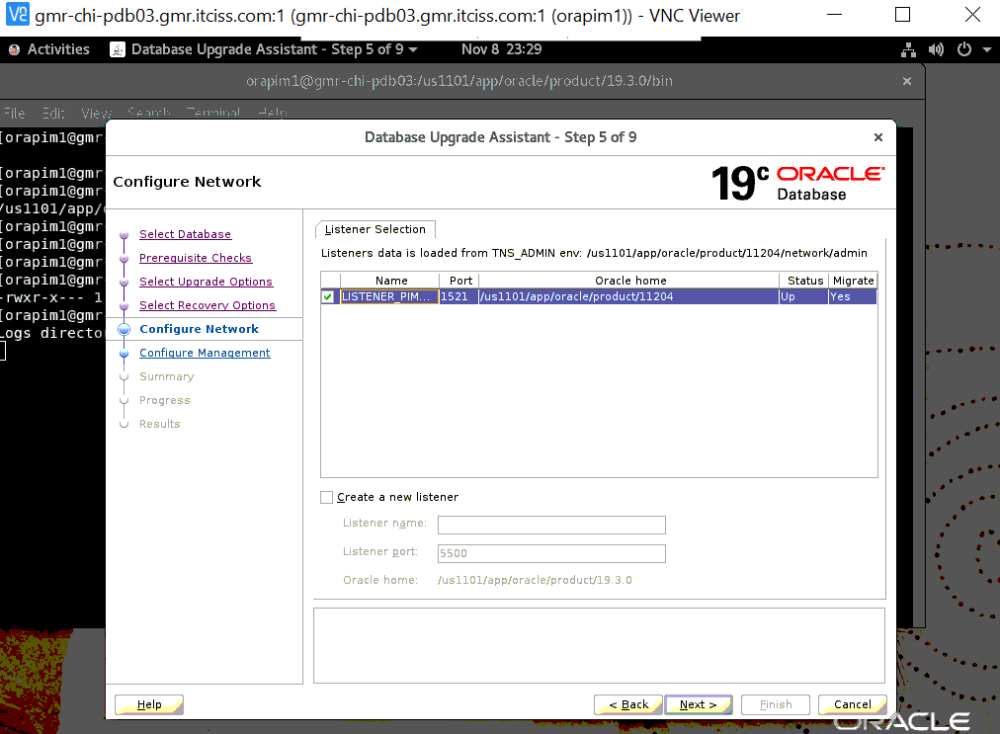 V2 gmr-chi-pdb03.gmr.itciss.com:1 (gmr-chi-pdb03.gmr.itciss.com:1 (orapim1)) - VNC Viewer
Activities Database Upgrade Assistant - Step 5 of 9 Nov 8 23:29
orapim1@gmr-chi-pdb03:/us1101/app/oracle/product/19.3.0/bin
File Edit View Search Terminal Help
[orapim1@gmr
[orapim1@gmr
[orapim1@gmr
/us1101/app/
[orapim1@gmr
[orapim1@gmr
[orapim1@gmr
[orapim1@gmr
-rwxr-x--- 1
[orapim1@gmr
Logs directo
Database Upgrade Assistant - Step 5 of 9
Configure Network
19c ORACLE
Database
Select Database
Prerequisite Checks
Select Upgrade Options
Select Recovery Options
Configure Network
Configure Management
Summary
Progress
Results
Listener Selection
Listeners data is loaded from TNS_ADMIN env: /us1101/app/oracle/product/11204/network/admin
Name Port Oracle home Status Migrate
LISTENER_PIM... 1521 /us1101/app/oracle/product/11204 Up Yes
Create a new listener
Listener name:
Listener port: 5500
Oracle home: /us1101/app/oracle/product/19.3.0
Help < Back Next > Finish Cancel
ORACLE